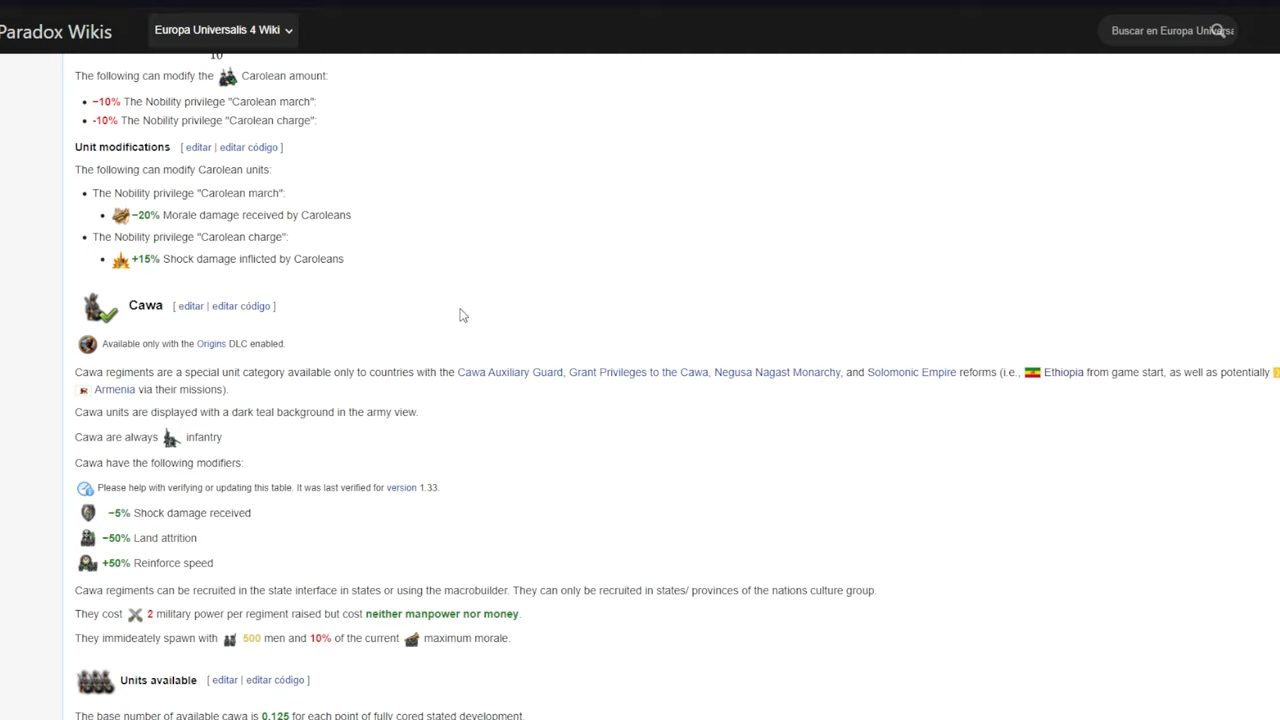 Paradox Wikis
Europa Universalis 4 Wiki
Buscar en Europa Universa
10
The following can modify the Carolean amount:
−10% The Nobility privilege "Carolean march":
-10% The Nobility privilege "Carolean charge":
Unit modifications [ editar | editar código ]
The following can modify Carolean units:
The Nobility privilege "Carolean march":
−20% Morale damage received by Caroleans
The Nobility privilege "Carolean charge":
+15% Shock damage inflicted by Caroleans
Cawa [ editar | editar código ]
Available only with the Origins DLC enabled.
Cawa regiments are a special unit category available only to countries with the Cawa Auxiliary Guard, Grant Privileges to the Cawa, Negusa Nagast Monarchy, and Solomonic Empire reforms (i.e., Ethiopia from game start, as well as potentially
Armenia via their missions).
Cawa units are displayed with a dark teal background in the army view.
Cawa are always infantry
Cawa have the following modifiers:
Please help with verifying or updating this table. It was last verified for version 1.33.
−5% Shock damage received
−50% Land attrition
+50% Reinforce speed
Cawa regiments can be recruited in the state interface in states or using the macrobuilder. They can only be recruited in states/ provinces of the nations culture group.
They cost 2 military power per regiment raised but cost neither manpower nor money.
They immideately spawn with 500 men and 10% of the current maximum morale.
Units available [ editar | editar código ]
The base number of available cawa is 0.125 for each point of fully cored stated development.